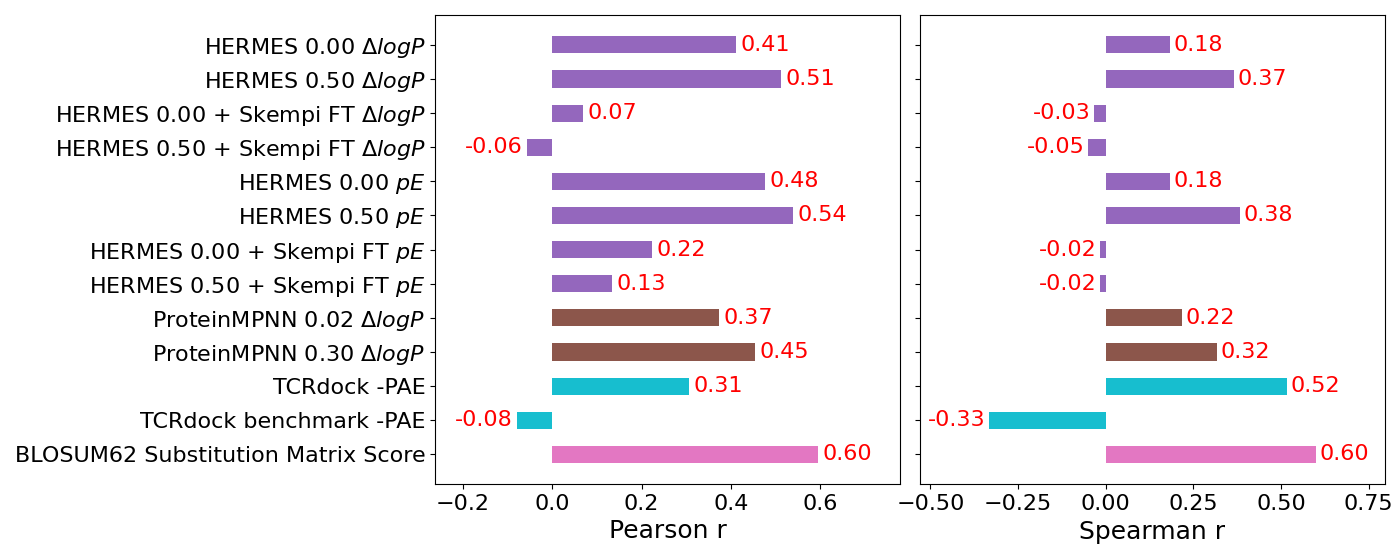 HERMES 0.00 ΔlogP 0.41 0.18
HERMES 0.50 ΔlogP 0.51 0.37
HERMES 0.00 + Skempi FT ΔlogP 0.07 -0.03
HERMES 0.50 + Skempi FT ΔlogP -0.06 -0.05
HERMES 0.00 pE 0.48 0.18
HERMES 0.50 pE 0.54 0.38
HERMES 0.00 + Skempi FT pE 0.22 -0.02
HERMES 0.50 + Skempi FT pE 0.13 -0.02
ProteinMPNN 0.02 ΔlogP 0.37 0.22
ProteinMPNN 0.30 ΔlogP 0.45 0.32
TCRdock -PAE 0.31 0.52
TCRdock benchmark -PAE -0.08 -0.33
BLOSUM62 Substitution Matrix Score 0.60 0.60
−0.2 0.0 0.2 0.4 0.6 −0.50 −0.25 0.00 0.25 0.50 0.75
Pearson r Spearman r